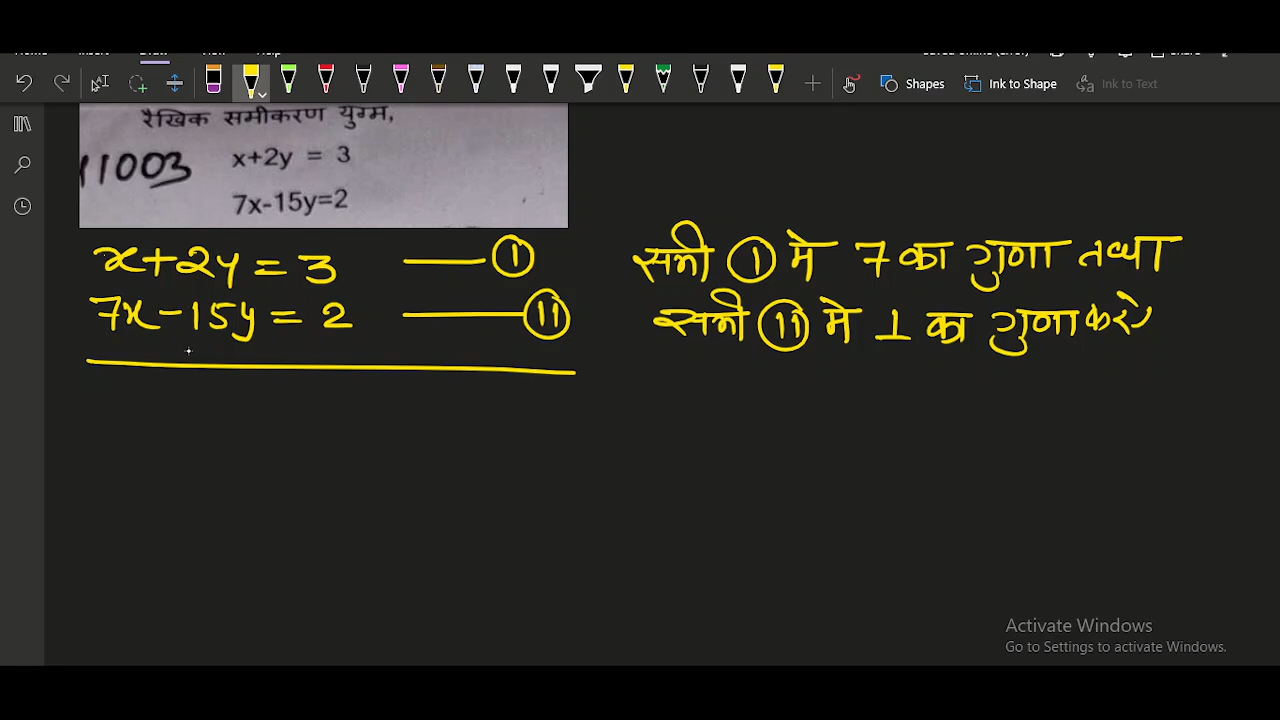 Shapes Ink to Shape Ink to Text
रैखिक समीकरण युग्म,
11003 x+2y = 3
7x-15y=2
x+2y = 3 —— ① समी ① मे 7 का गुणा तथा
7x-15y = 2 —— ⑪ समी ⑪ मे 1 का गुणा करे
Activate Windows
Go to Settings to activate Windows.